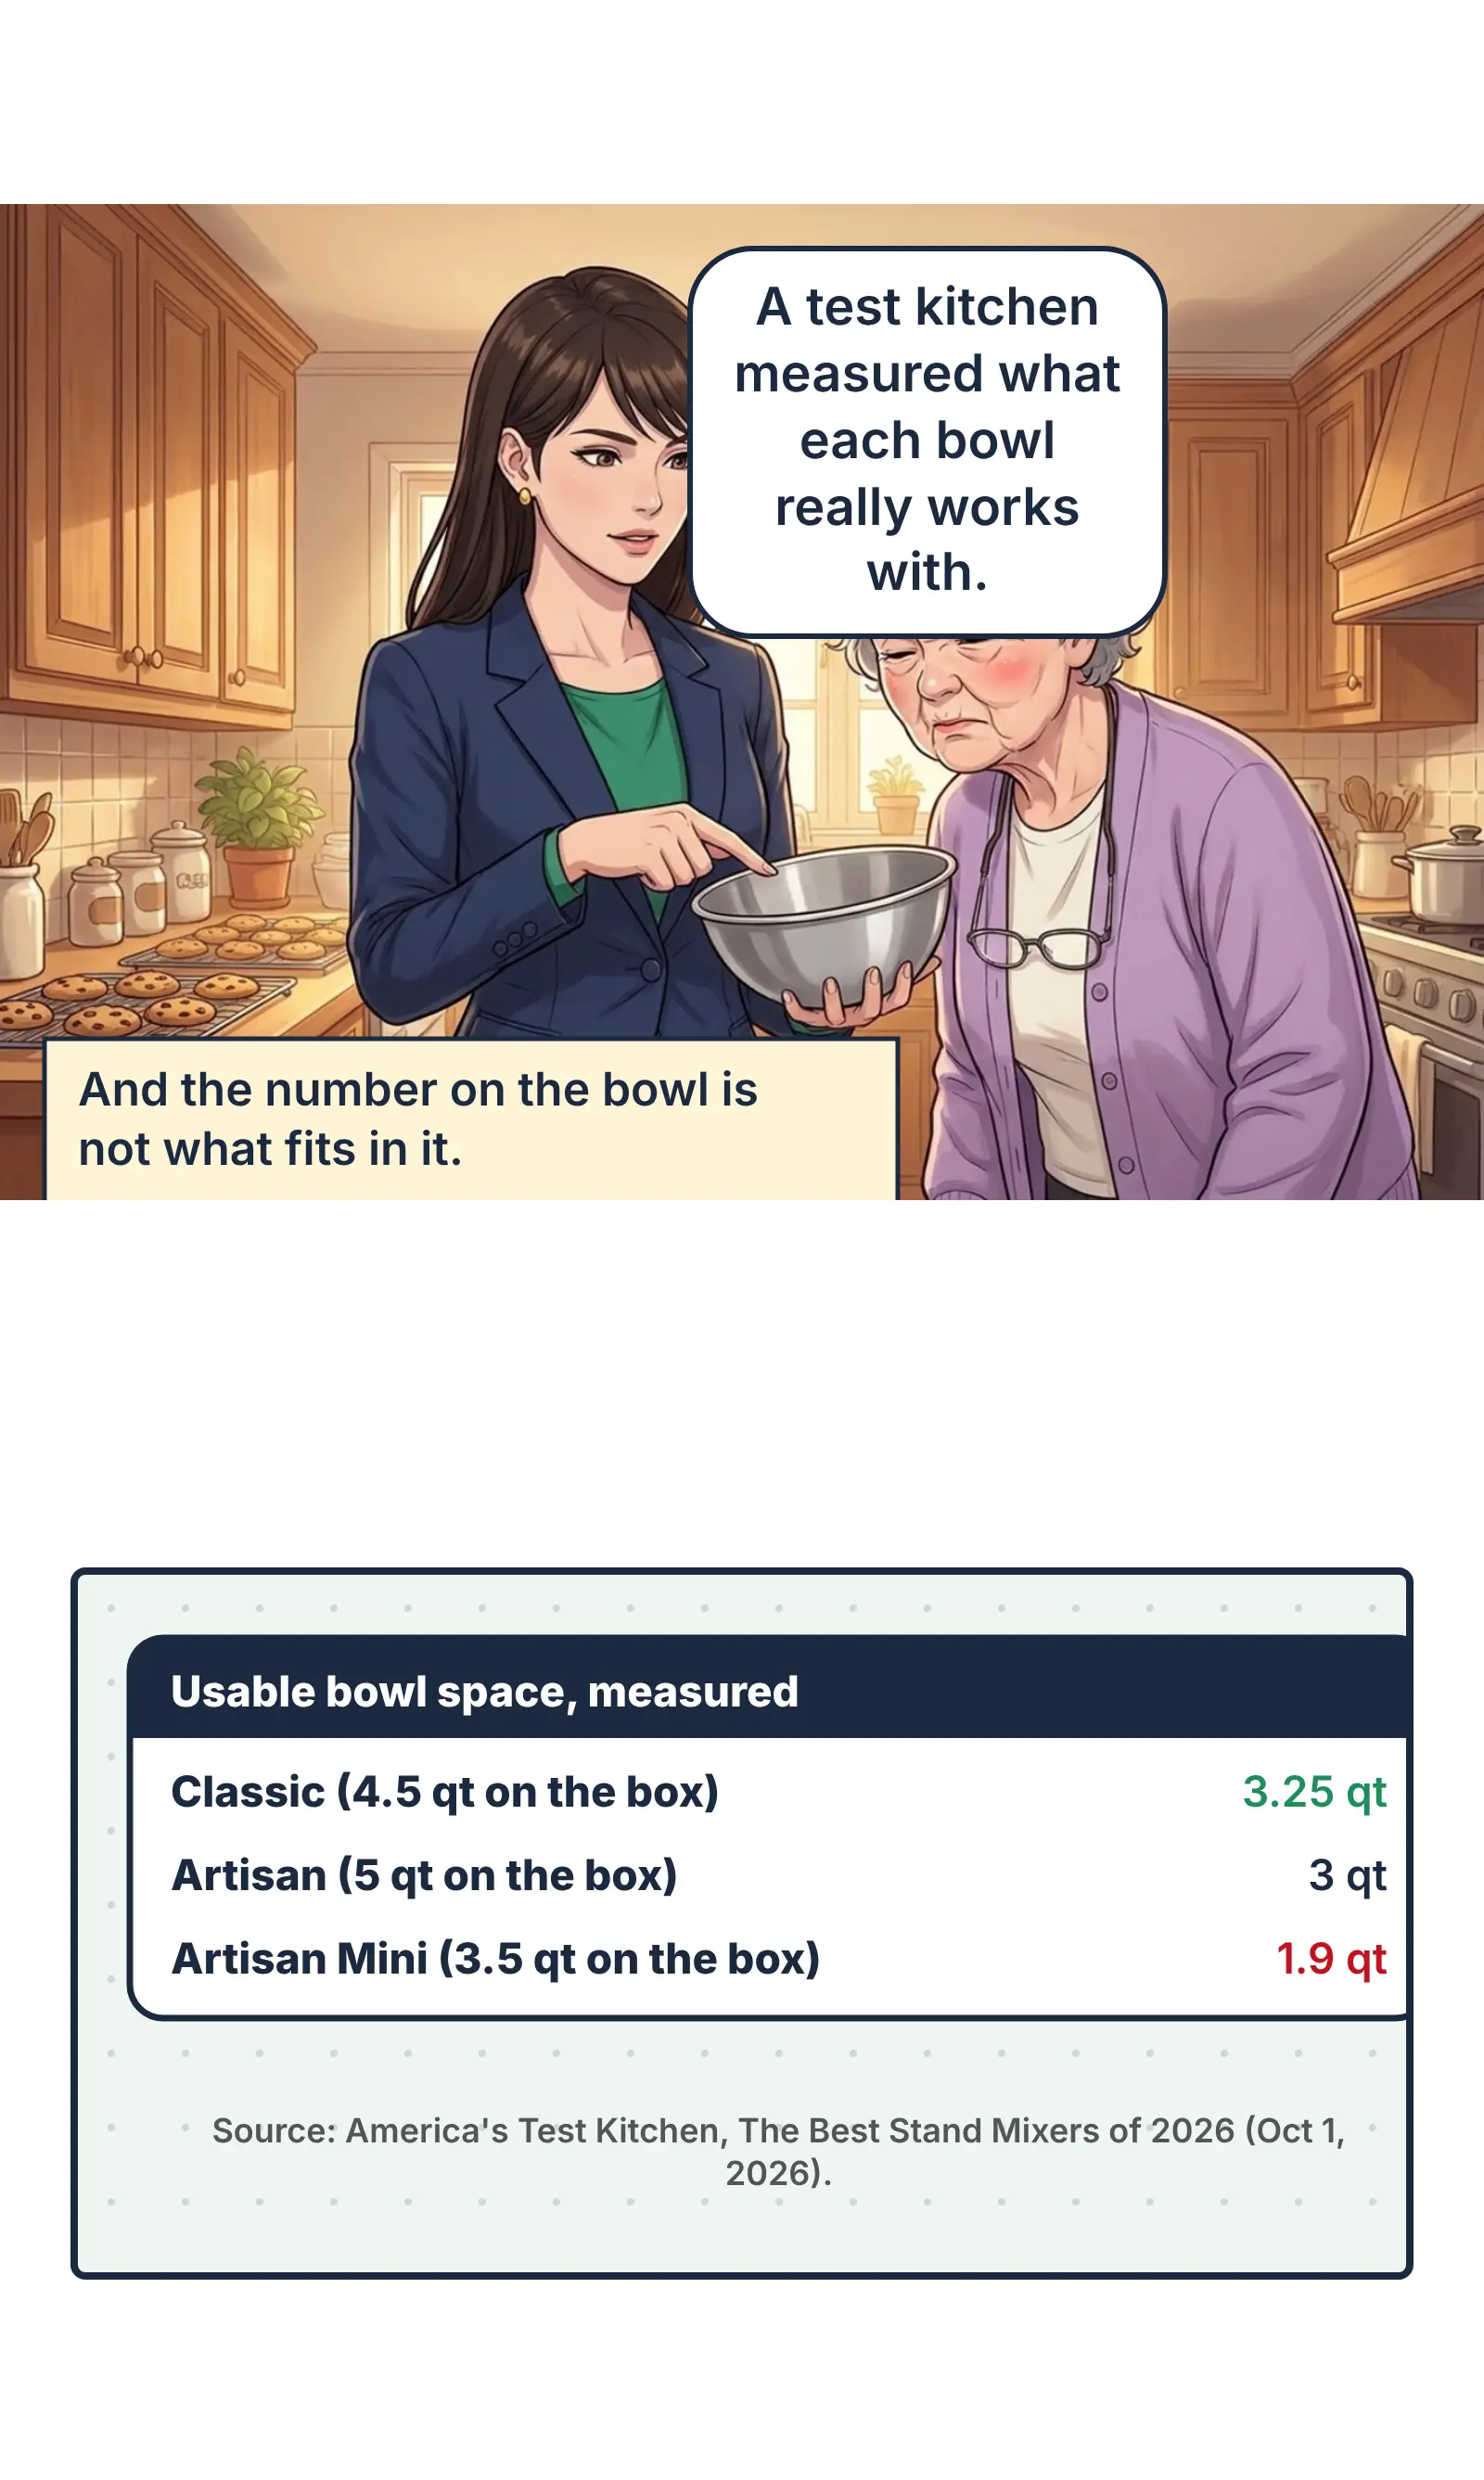 A test kitchen
measured what
each bowl
really works
with.
And the number on the bowl is
not what fits in it.
Usable bowl space, measured
Classic (4.5 qt on the box) 3.25 qt
Artisan (5 qt on the box) 3 qt
Artisan Mini (3.5 qt on the box) 1.9 qt
Source: America's Test Kitchen, The Best Stand Mixers of 2026 (Oct 1,
2026).